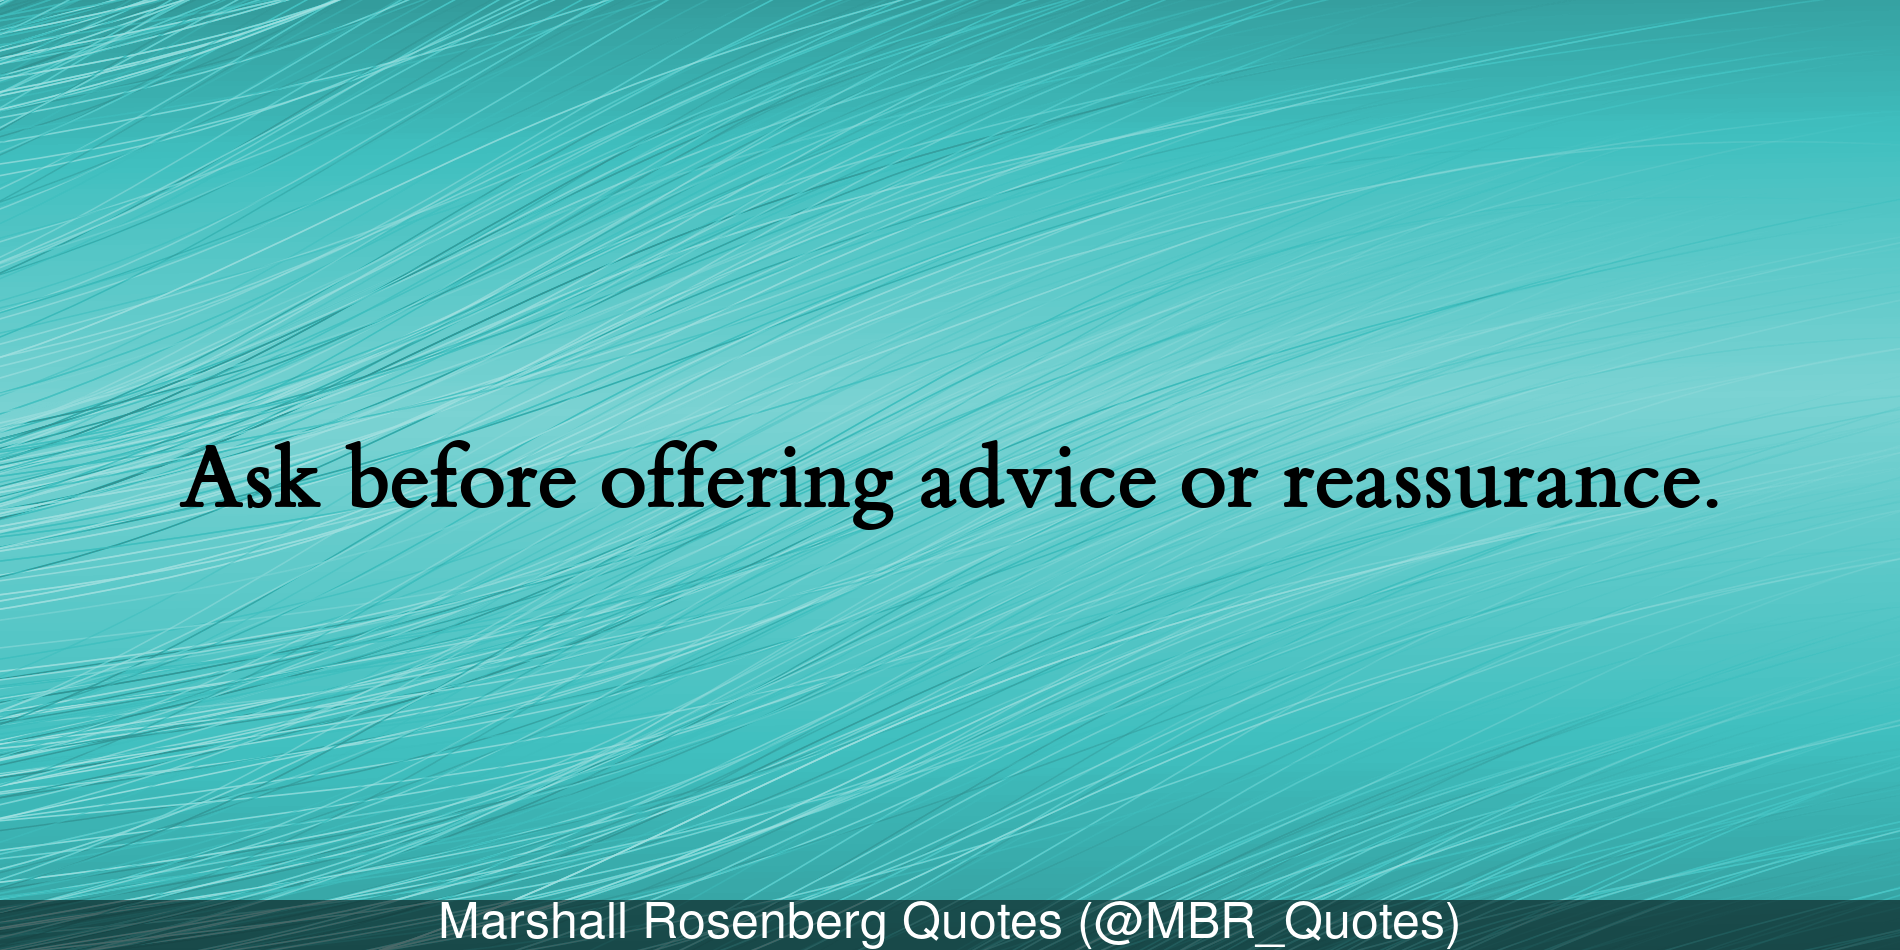 Ask before offering advice or reassurance.
Marshall Rosenberg Quotes (@MBR_Quotes)